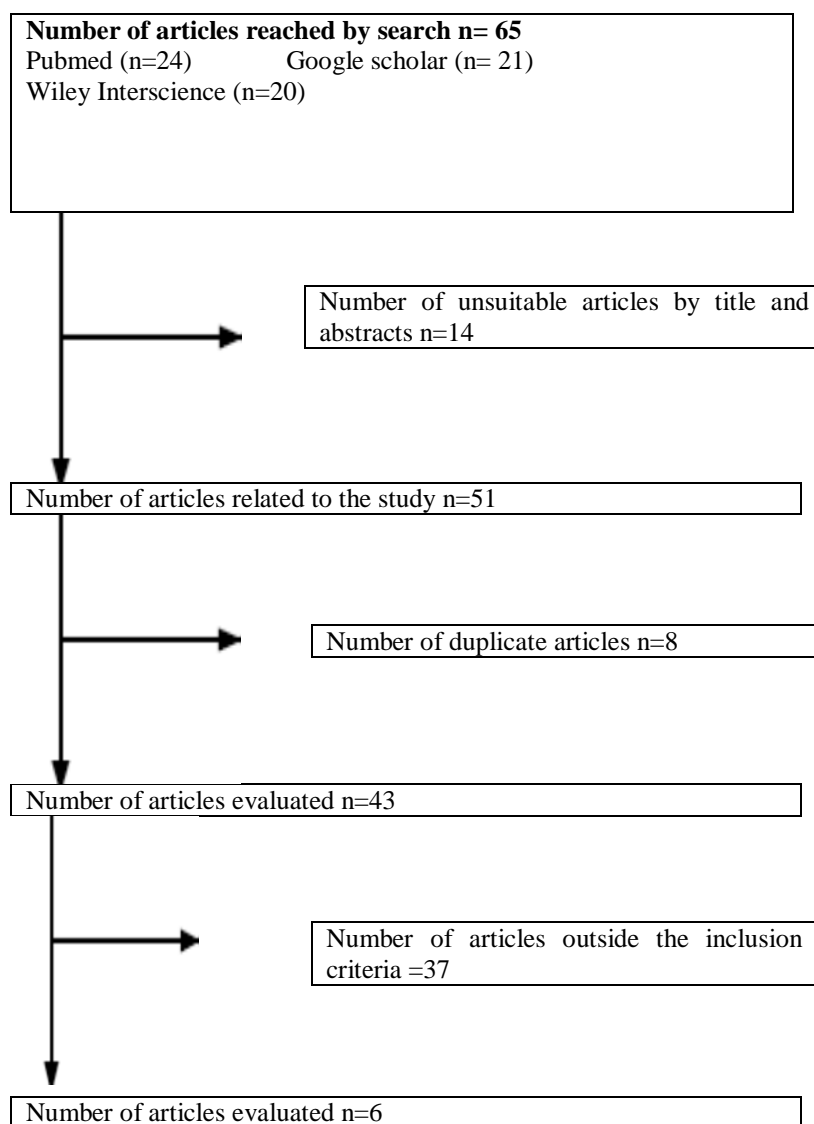 Number of articles reached by search n= 65
Pubmed (n=24) Google scholar (n= 21)
Wiley Interscience (n=20)
Number of unsuitable articles by title and
abstracts n=14
Number of articles related to the study n=51
Number of duplicate articles n=8
Number of articles evaluated n=43
Number of articles outside the inclusion
criteria =37
Number of articles evaluated n=6